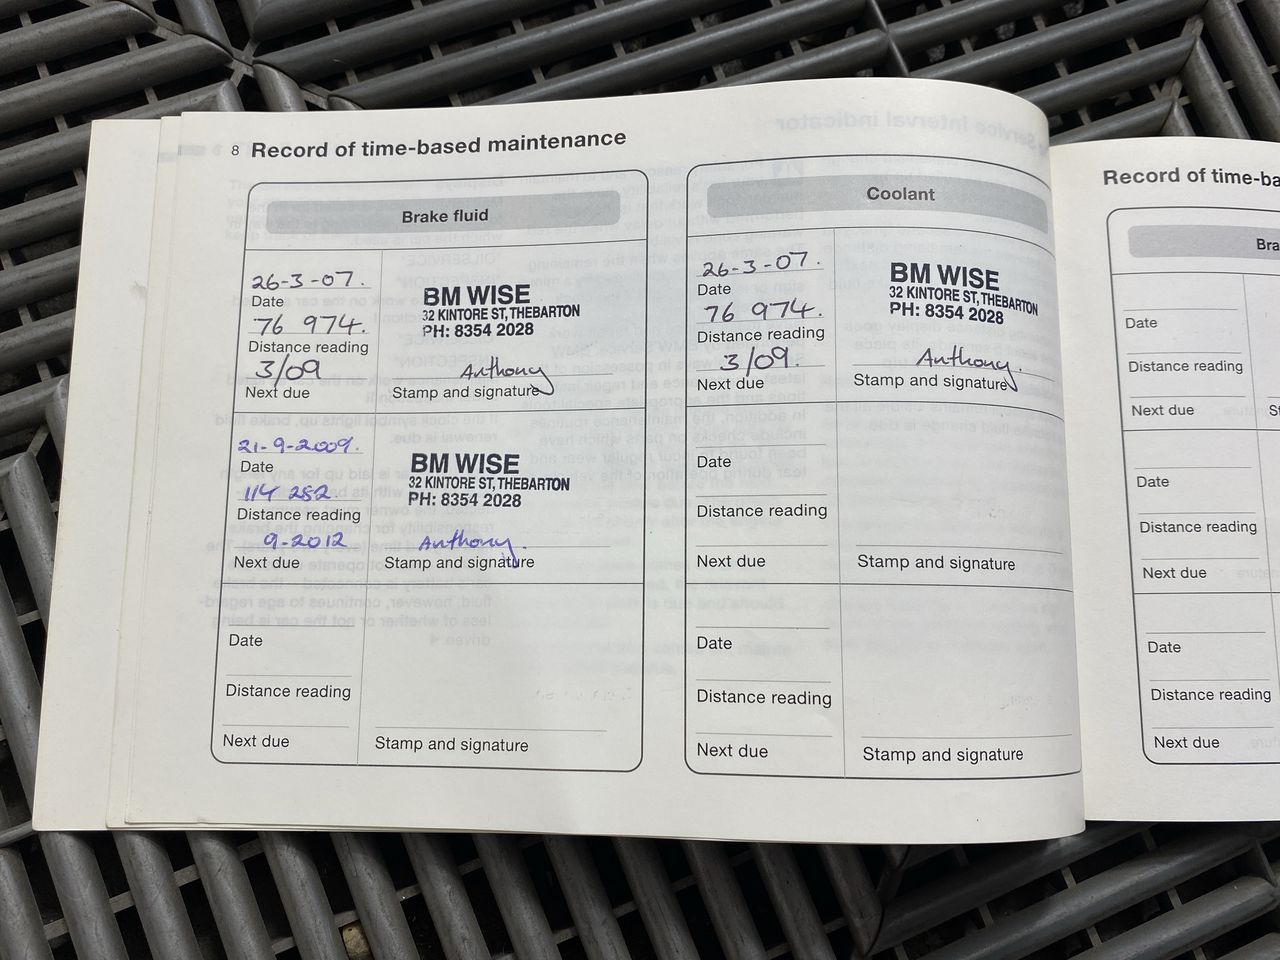 8 Record of time-based maintenance
Brake fluid
26-3-07.
Date
76 974.
Distance reading
3/09
Next due
BM WISE
32 KINTORE ST, THEBARTON
PH: 8354 2028
Anthony
Stamp and signature
21-9-2009.
Date
114 282.
Distance reading
9-2012
Next due
BM WISE
32 KINTORE ST, THEBARTON
PH: 8354 2028
Anthony.
Stamp and signature
Date
Distance reading
Next due
Stamp and signature
Coolant
26-3-07.
Date
76 974.
Distance reading
3/09.
Next due
BM WISE
32 KINTORE ST, THEBARTON
PH: 8354 2028
Anthony.
Stamp and signature
Date
Distance reading
Next due
Stamp and signature
Date
Distance reading
Next due
Stamp and signature
Record of time-ba
Bra
Date
Distance reading
Next due
St
Date
Distance reading
Next due
Date
Distance reading
Next due